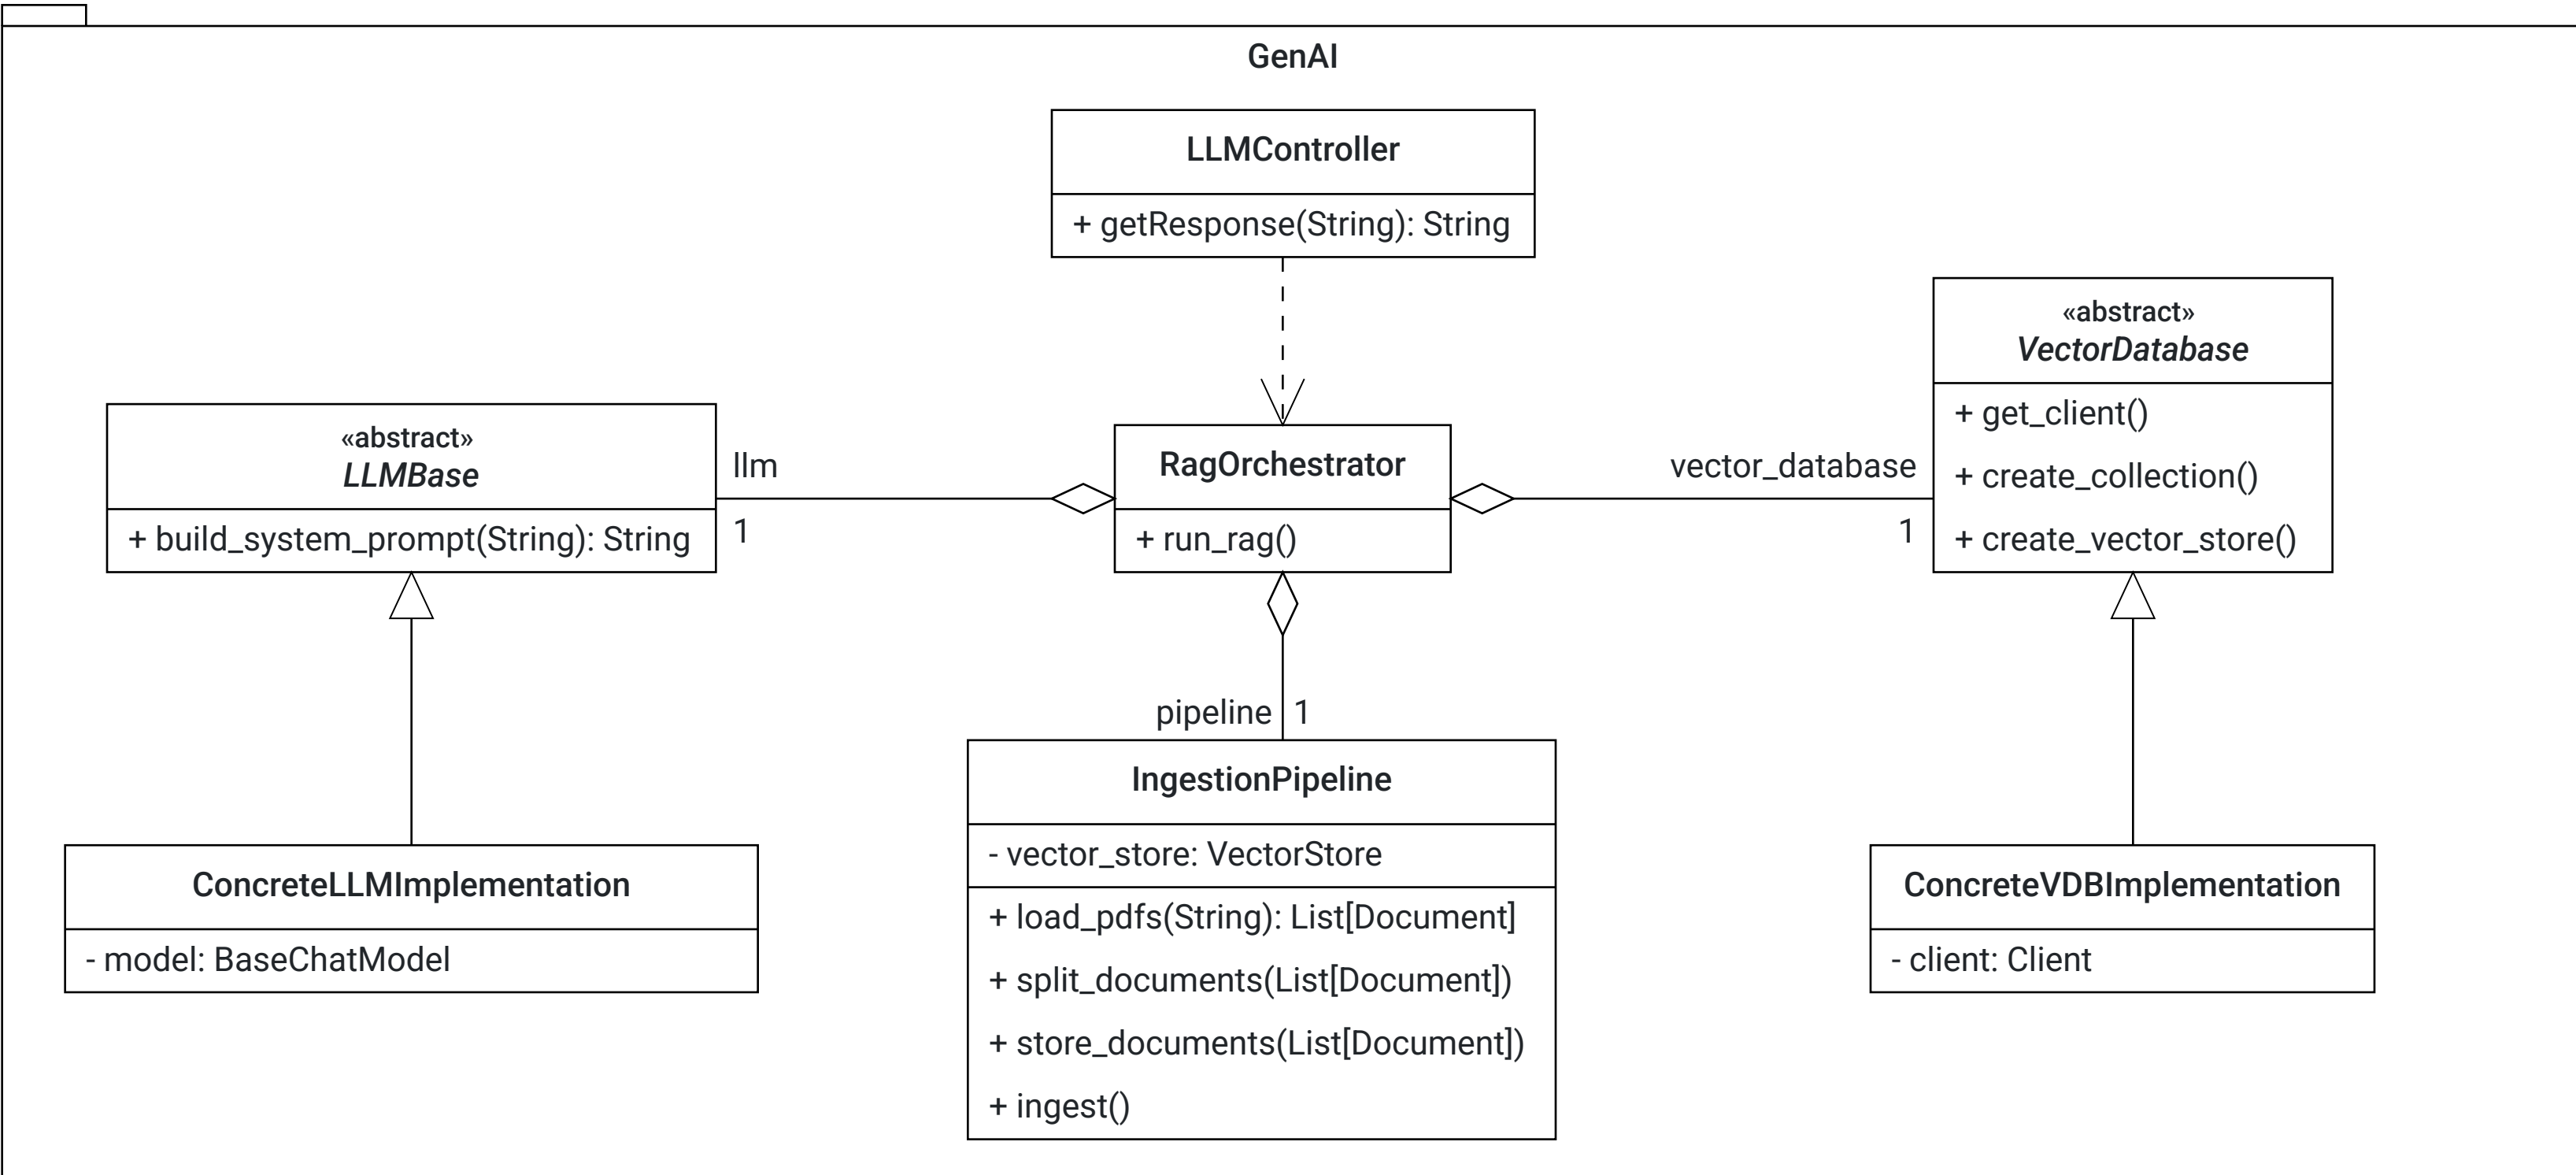 GenAI
LLMController
+ getResponse(String): String
«abstract»
VectorDatabase
+ get_client()
+ create_collection()
+ create_vector_store()
«abstract»
LLMBase
+ build_system_prompt(String): String
llm
1
RagOrchestrator
+ run_rag()
vector_database
1
pipeline 1
IngestionPipeline
- vector_store: VectorStore
+ load_pdfs(String): List[Document]
+ split_documents(List[Document])
+ store_documents(List[Document])
+ ingest()
ConcreteLLMImplementation
- model: BaseChatModel
ConcreteVDBImplementation
- client: Client